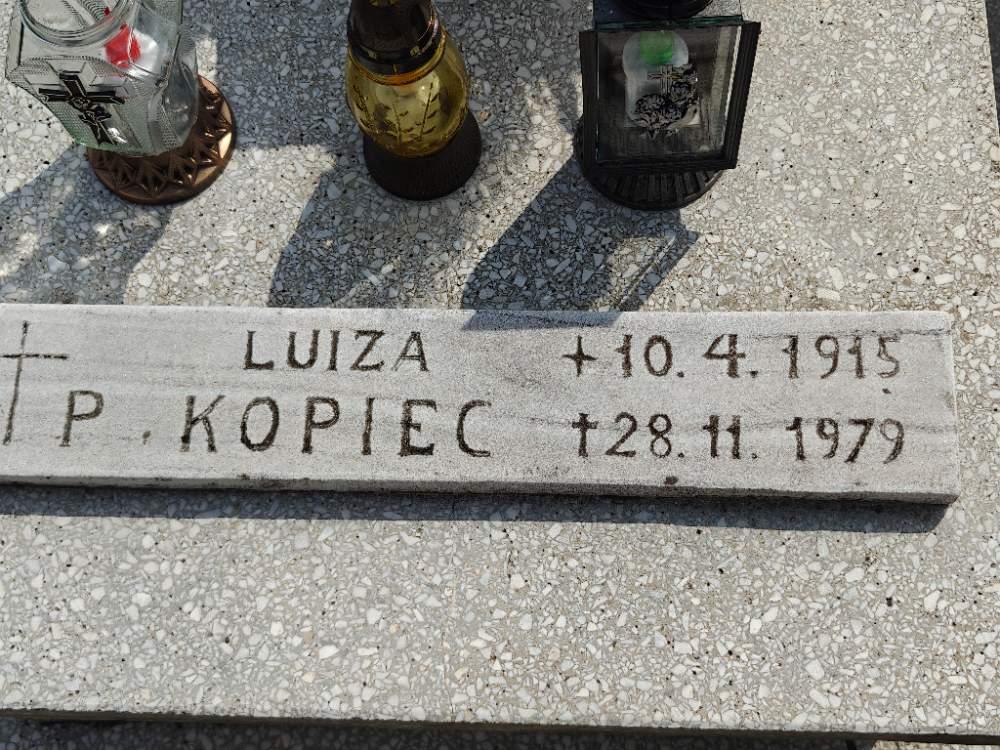 LUIZA +10.4.1915
P. KOPIEC †28.11.1979